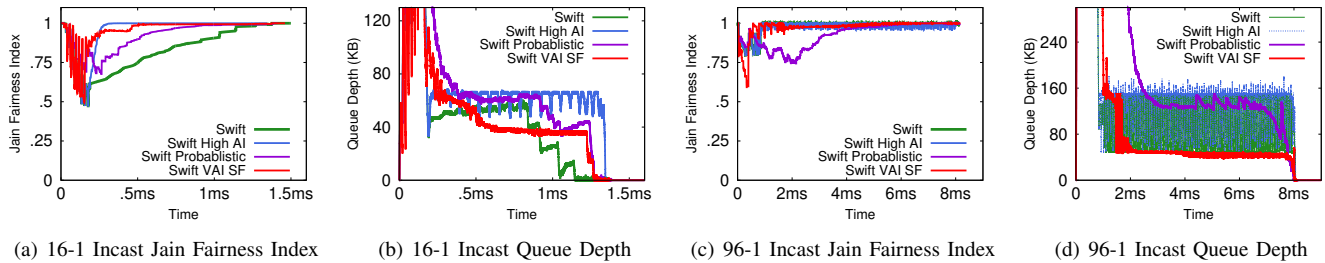 1
.75
.5
.25
0
Jain Fairness Index
0
.5ms
1ms
1.5ms
Time
Swift
Swift High AI
Swift Probablistic
Swift VAI SF
(a) 16-1 Incast Jain Fairness Index
120
80
40
0
Queue Depth (KB)
0
.5ms
1ms
1.5ms
Time
Swift
Swift High AI
Swift Probablistic
Swift VAI SF
(b) 16-1 Incast Queue Depth
1
.75
.5
.25
0
Jain Fairness Index
0
2ms
4ms
6ms
8ms
Time
Swift
Swift High AI
Swift Probablistic
Swift VAI SF
(c) 96-1 Incast Jain Fairness Index
240
160
80
0
Queue Depth (KB)
0
2ms
4ms
6ms
8ms
Time
Swift
Swift High AI
Swift Probablistic
Swift VAI SF
(d) 96-1 Incast Queue Depth